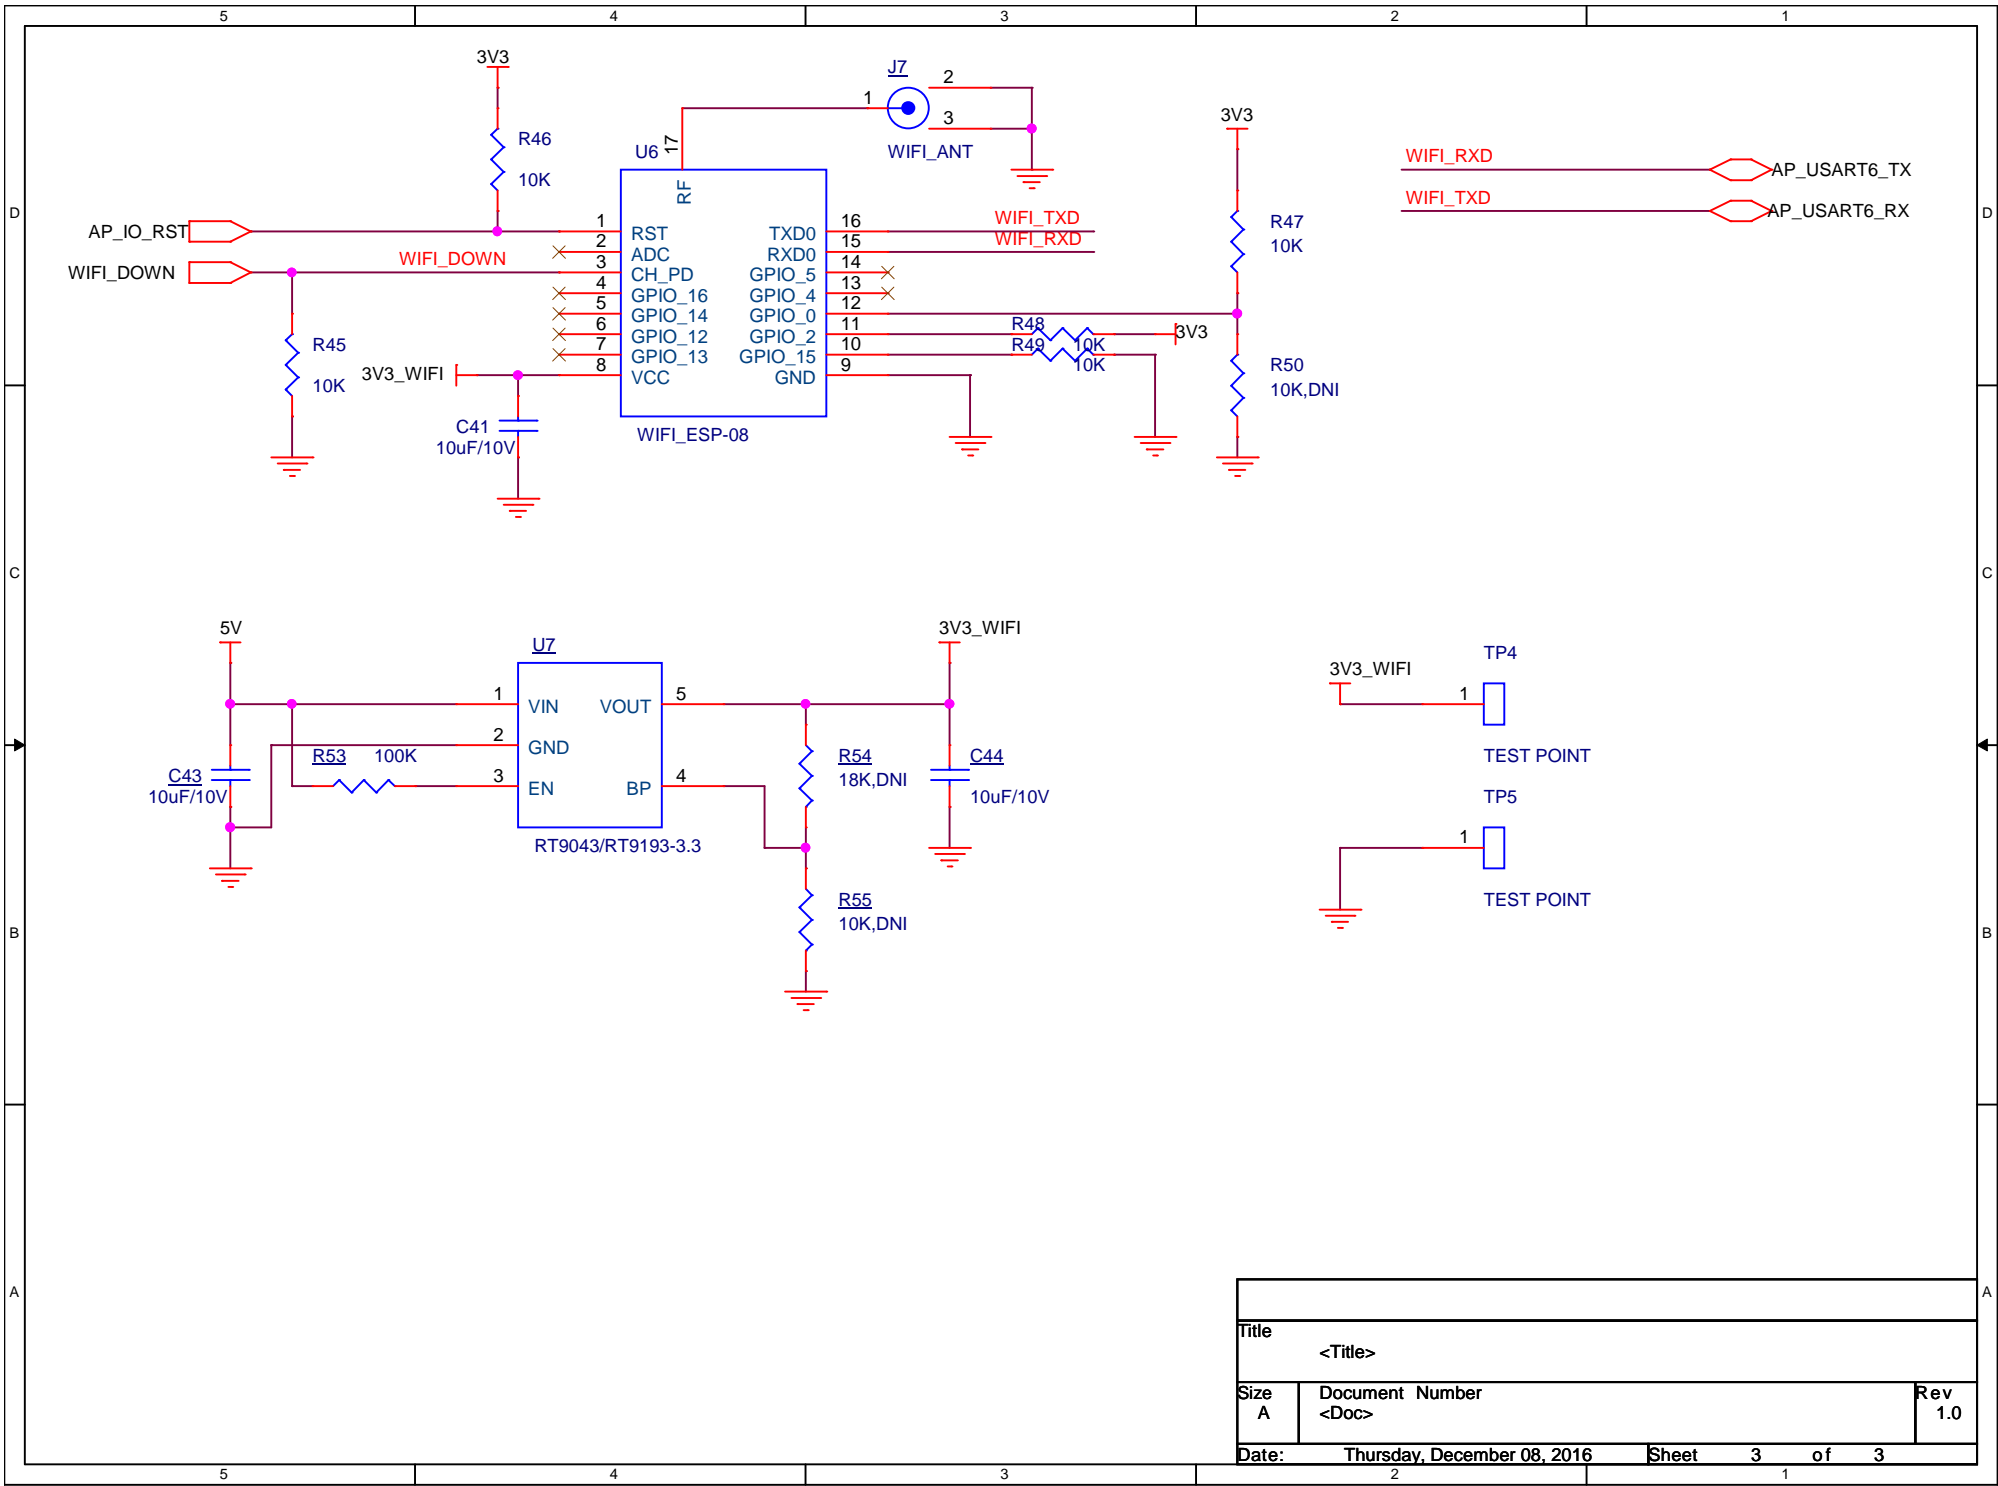 5 4 3 2 1
D
C
B
A
3V3
R46
10K
AP_IO_RST
WIFI_DOWN
WIFI_DOWN
R45
10K
3V3_WIFI
C41
10uF/10V
U6
17
RF
1 RST
2 ADC
3 CH_PD
4 GPIO_16
5 GPIO_14
6 GPIO_12
7 GPIO_13
8 VCC
TXD0 16
RXD0 15
GPIO_5 14
GPIO_4 13
GPIO_0 12
GPIO_2 11
GPIO_15 10
GND 9
WIFI_ESP-08
J7
1
2
3
WIFI_ANT
WIFI_TXD
WIFI_RXD
R48
10K
3V3
R49
10K
3V3
R47
10K
R50
10K,DNI
WIFI_RXD
AP_USART6_TX
WIFI_TXD
AP_USART6_RX
5V
C43
10uF/10V
R53 100K
U7
1 VIN
2 GND
3 EN
VOUT 5
BP 4
RT9043/RT9193-3.3
R54
18K,DNI
R55
10K,DNI
3V3_WIFI
C44
10uF/10V
3V3_WIFI
TP4
1
TEST POINT
TP5
1
TEST POINT
D
C
B
A
Title
<Title>
Size
A
Document Number
<Doc>
Rev
1.0
Date: Thursday, December 08, 2016
Sheet 3 of 3
5 4 3 2 1